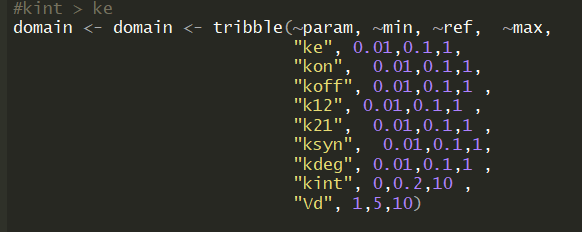 #kint > ke
domain <- domain <- tribble(~param, ~min, ~ref,  ~max,
"ke", 0.01,0.1,1,
"kon",  0.01,0.1,1,
"koff", 0.01,0.1,1 ,
"k12", 0.01,0.1,1 ,
"k21",  0.01,0.1,1 ,
"ksyn",  0.01,0.1,1,
"kdeg", 0.01,0.1,1 ,
"kint", 0,0.2,10 ,
"Vd", 1,5,10)